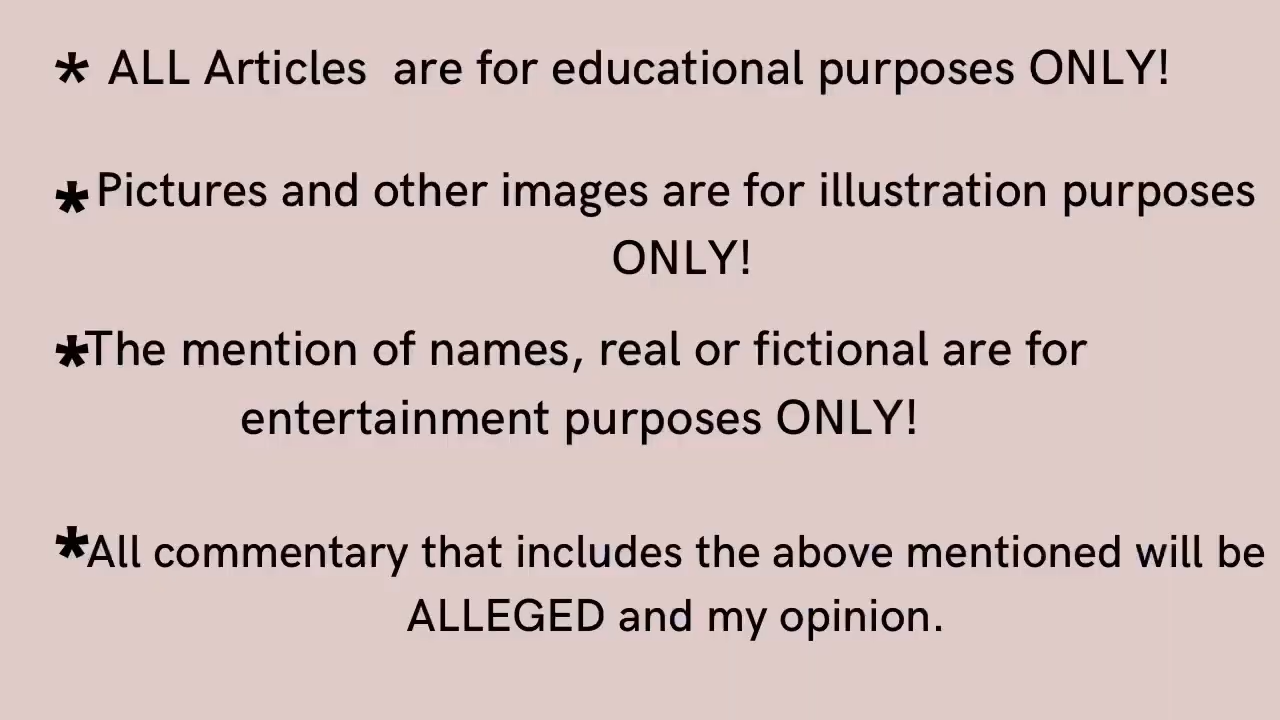 * ALL Articles  are for educational purposes ONLY!
* Pictures and other images are for illustration purposes
ONLY!
*The mention of names, real or fictional are for
entertainment purposes ONLY!
*All commentary that includes the above mentioned will be
ALLEGED and my opinion.